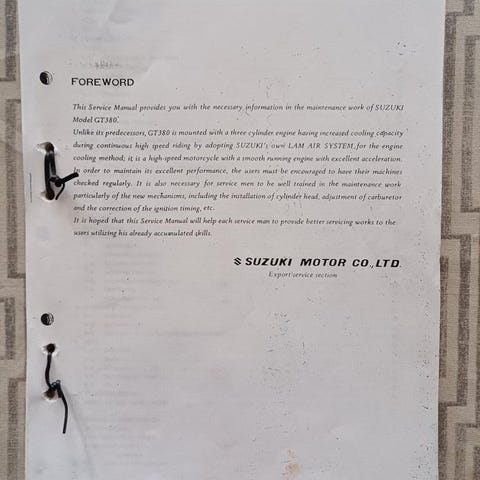 FOREWORD
This Service Manual provides you with the necessary information in the maintenance work of SUZUKI
Model GT380.
Unlike its predecessors, GT380 is mounted with a three cylinder engine having increased cooling capacity
during continuous high speed riding by adopting SUZUKI's own LAM AIR SYSTEM for the engine
cooling method; it is a high-speed motorcycle with a smooth running engine with excellent acceleration.
In order to maintain its excellent performance, the users must be encouraged to have their machines
checked regularly. It is also necessary for service men to be well trained in the maintenance work
particularly of the new mechanisms, including the installation of cylinder head, adjustment of carburetor
and the correction of the ignition timing, etc.
It is hoped that this Service Manual will help each service man to provide better servicing works to the
users utilizing his already accumulated skills.
SUZUKI MOTOR CO.,LTD.
Export service section